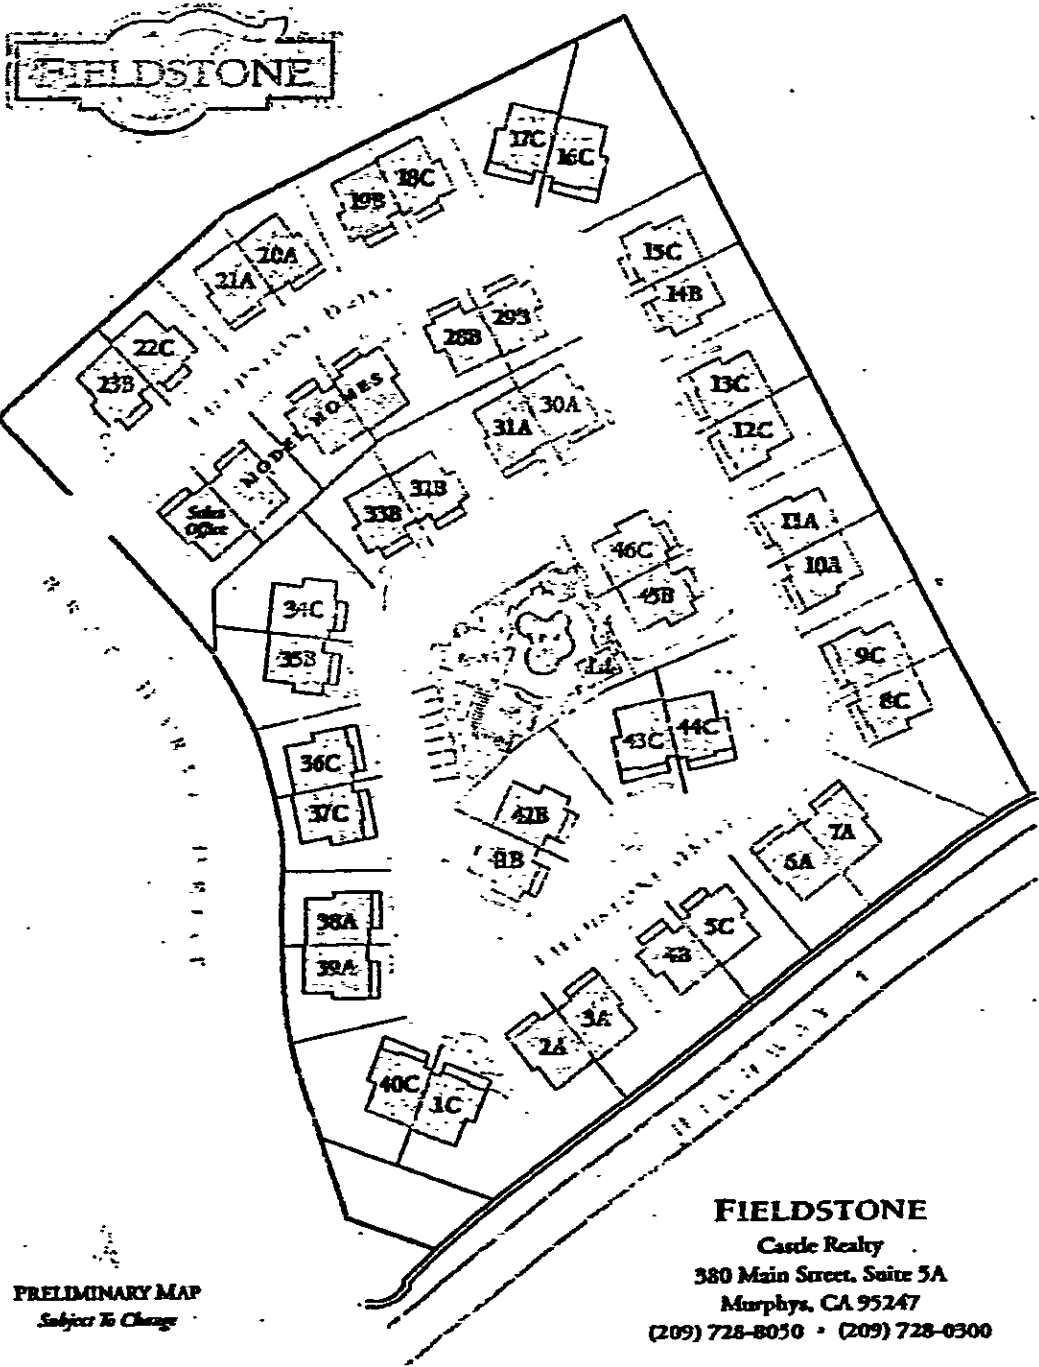 FIELDSTONE
17C
16C
18C
19B
20A
21A
22C
23B
15C
14B
29B
28B
MODEL HOMES
13C
12C
30A
31A
32B
33B
Sales
Office
11A
10A
46C
45B
34C
35B
9C
8C
44C
43C
36C
37C
42B
7A
6A
5C
4B
38A
39A
3A
2A
40C
1C
HIGHWAY
PRELIMINARY MAP
Subject To Change
FIELDSTONE
Castle Realty
380 Main Street, Suite 5A
Murphys, CA 95247
(209) 728-8050 • (209) 728-0300